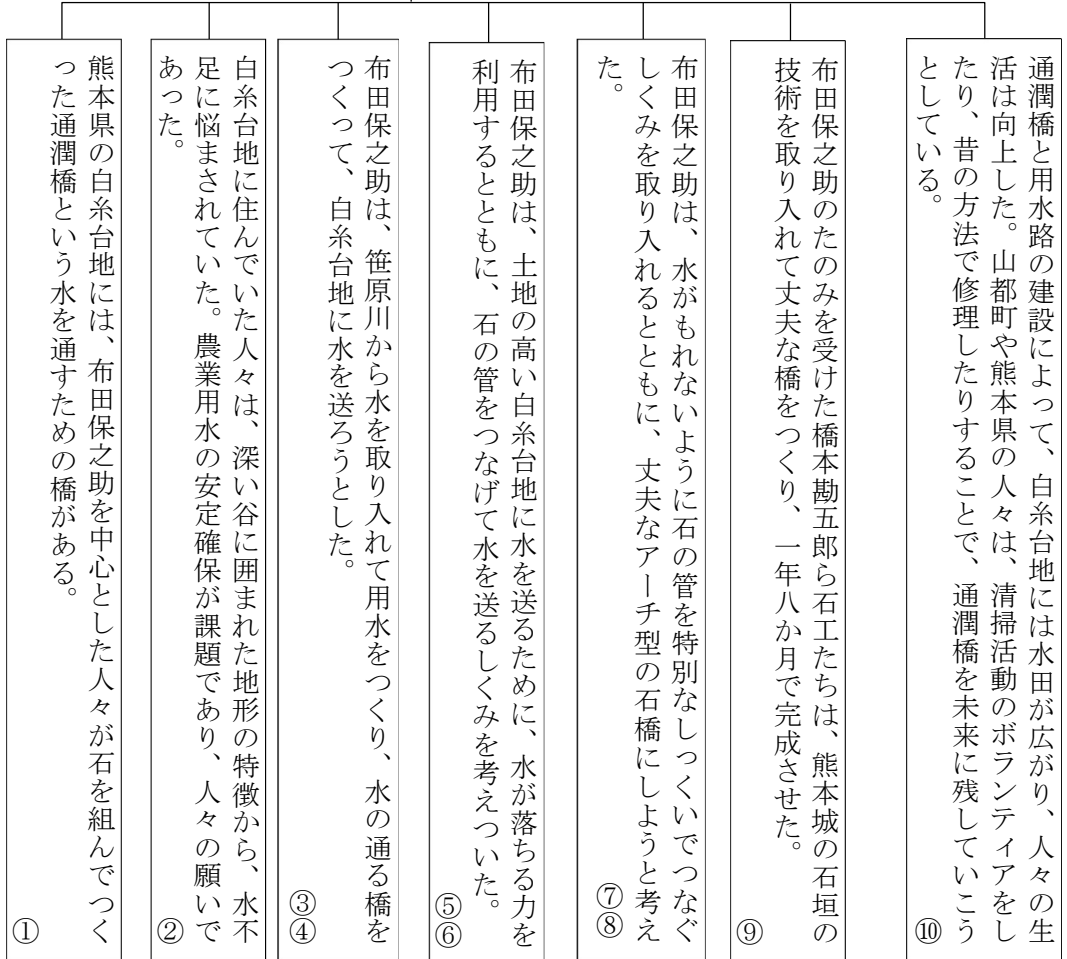 通潤橋と用水路の建設によって、白糸台地には水田が広がり、人々の生
活は向上した。山都町や熊本県の人々は、清掃活動のボランティアをし
たり、昔の方法で修理したりすることで、通潤橋を未来に残していこう
としている。
⑩
布田保之助のたのみを受けた橋本勘五郎ら石工たちは、熊本城の石垣の
技術を取り入れて丈夫な橋をつくり、一年八か月で完成させた。
⑨
布田保之助は、水がもれないように石の管を特別なしっくいでつなぐ
しくみを取り入れるとともに、丈夫なアーチ型の石橋にしようと考え
た。
⑦⑧
布田保之助は、土地の高い白糸台地に水を送るために、水が落ちる力を
利用するとともに、石の管をつなげて水を送るしくみを考えついた。
⑤⑥
布田保之助は、笹原川から水を取り入れて用水をつくり、水の通る橋を
つくって、白糸台地に水を送ろうとした。
③④
白糸台地に住んでいた人々は、深い谷に囲まれた地形の特徴から、水不
足に悩まされていた。農業用水の安定確保が課題であり、人々の願いで
あった。
②
熊本県の白糸台地には、布田保之助を中心とした人々が石を組んでつく
った通潤橋という水を通すための橋がある。
①